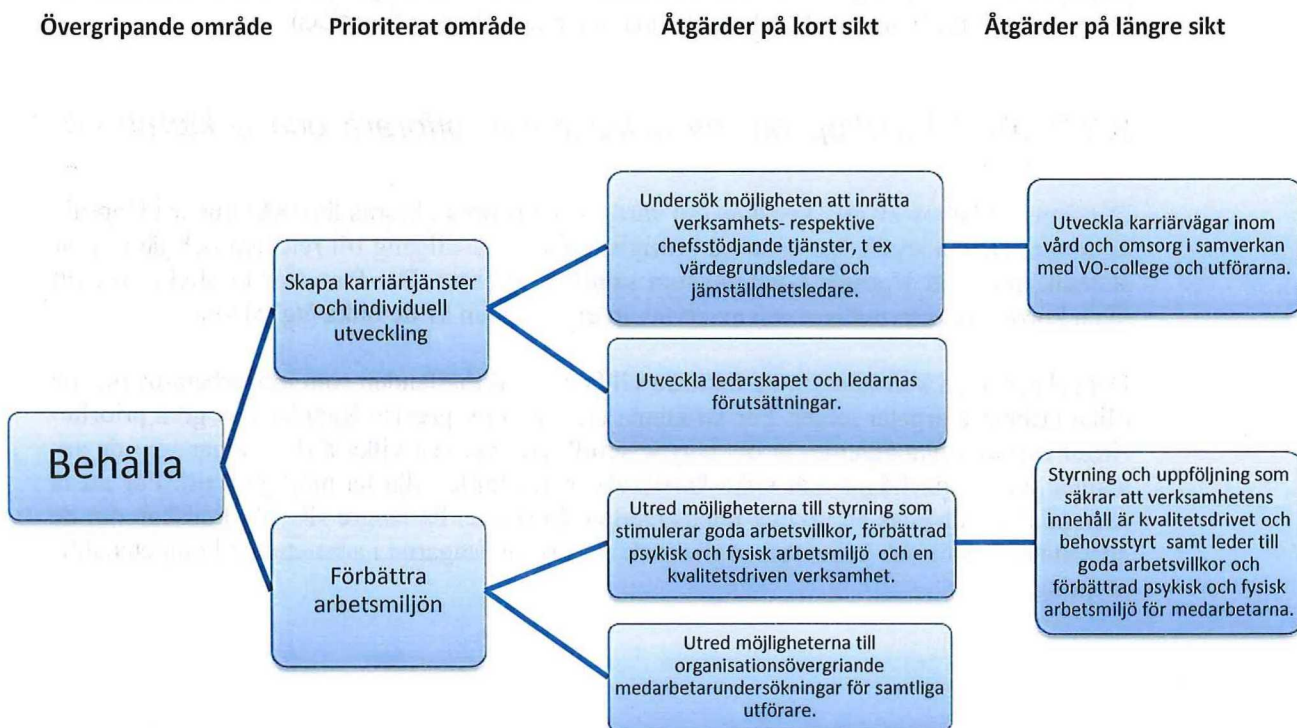 Övergripande område
Prioriterat område
Åtgärder på kort sikt
Åtgärder på längre sikt
Behålla
Skapa karriärtjänster
och individuell
utveckling
Undersök möjligheten att inrätta
verksamhets- respektive
chefsstödjande tjänster, t ex
värdegrundsledare och
jämställdhetsledare.
Utveckla karriärvägar inom
vård och omsorg i samverkan
med VO-college och utförarna.
Utveckla ledarskapet och ledarnas
förutsättningar.
Förbättra
arbetsmiljön
Utred möjligheterna till styrning som
stimulerar goda arbetsvillkor, förbättrad
psykisk och fysisk arbetsmiljö och en
kvalitetsdriven verksamhet.
Styrning och uppföljning som
säkrar att verksamhetens
innehåll är kvalitetsdrivet och
behovsstyrt samt leder till
goda arbetsvillkor och
förbättrad psykisk och fysisk
arbetsmiljö för medarbetarna.
Utred möjligheterna till
organisationsövergriande
medarbetarundersökningar för samtliga
utförare.